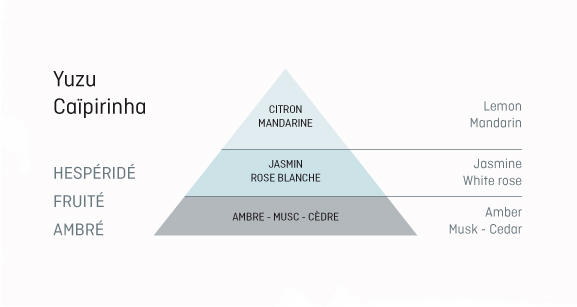 Yuzu
Caïpirinha
HESPÉRIDÉ
FRUITÉ
AMBRÉ
CITRON
MANDARINE
JASMIN
ROSE BLANCHE
AMBRE - MUSC - CÈDRE
Lemon
Mandarin
Jasmine
White rose
Amber
Musk - Cedar